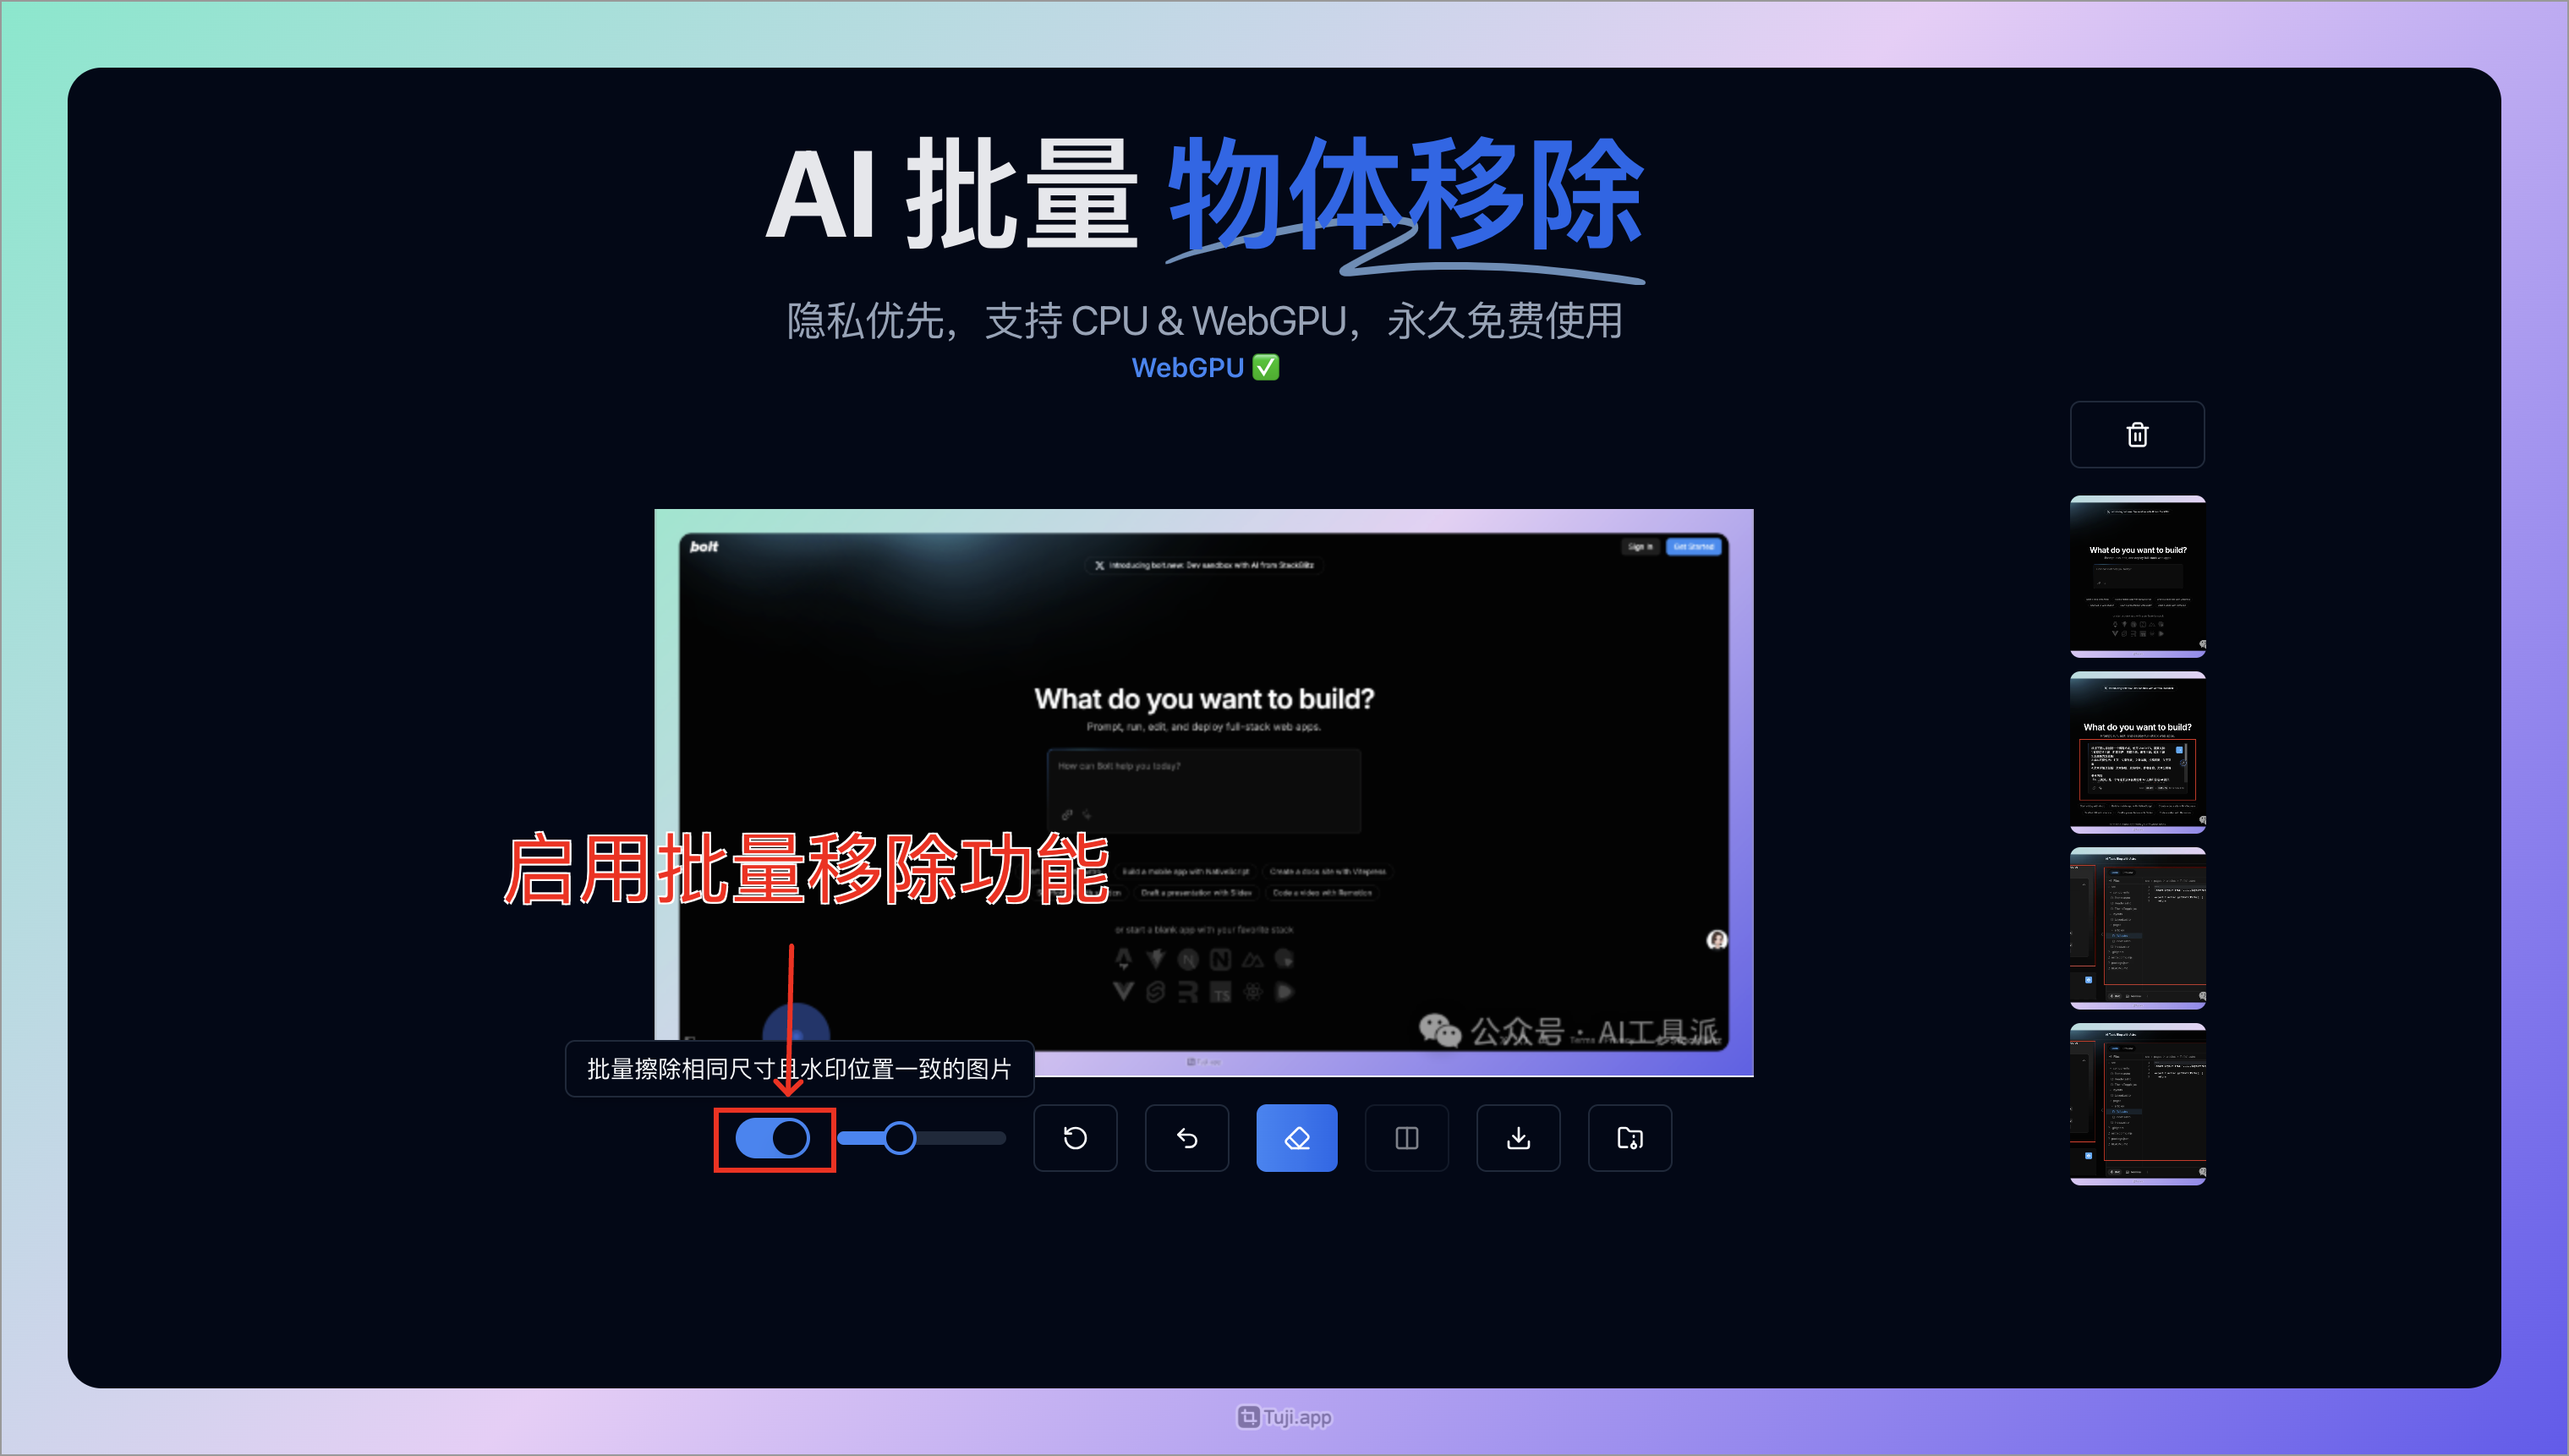 AI 批量 物体移除
隐私优先，支持 CPU & WebGPU，永久免费使用
WebGPU ✅
bolt
Sign In
Get Started
Introducing bolt.new: Dev sandbox with AI from StackBlitz
What do you want to build?
Prompt, run, edit, and deploy full-stack web apps.
How can Bolt help you today?
启用批量移除功能
Build a mobile app with NativeScript
Create a docs site with Vitepress
Draft a presentation with Slidev
Code a video with Remotion
or start a blank app with your favorite stack
TS
公众号 · AI工具派
批量擦除相同尺寸且水印位置一致的图片
What do you want to build?
What do you want to build?
Tuji.app